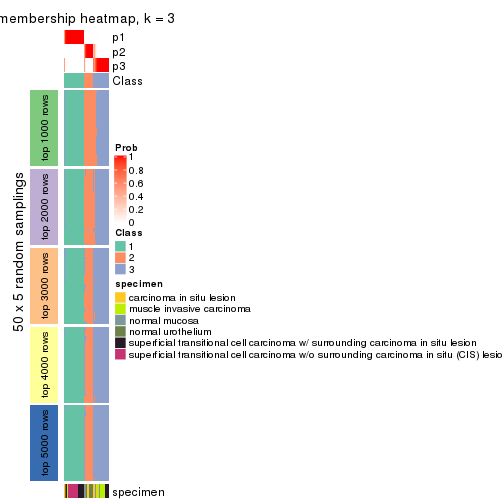 membership heatmap, k = 3
p1
p2
p3
Class
50 x 5 random samplings
top 1000 rows
top 2000 rows
top 3000 rows
top 4000 rows
top 5000 rows
Prob
1
0.8
0.6
0.4
0.2
0
Class
1
2
3
specimen
carcinoma in situ lesion
muscle invasive carcinoma
normal mucosa
normal urothelium
superficial transitional cell carcinoma w/ surrounding carcinoma in situ lesion
superficial transitional cell carcinoma w/o surrounding carcinoma in situ (CIS) lesio
specimen